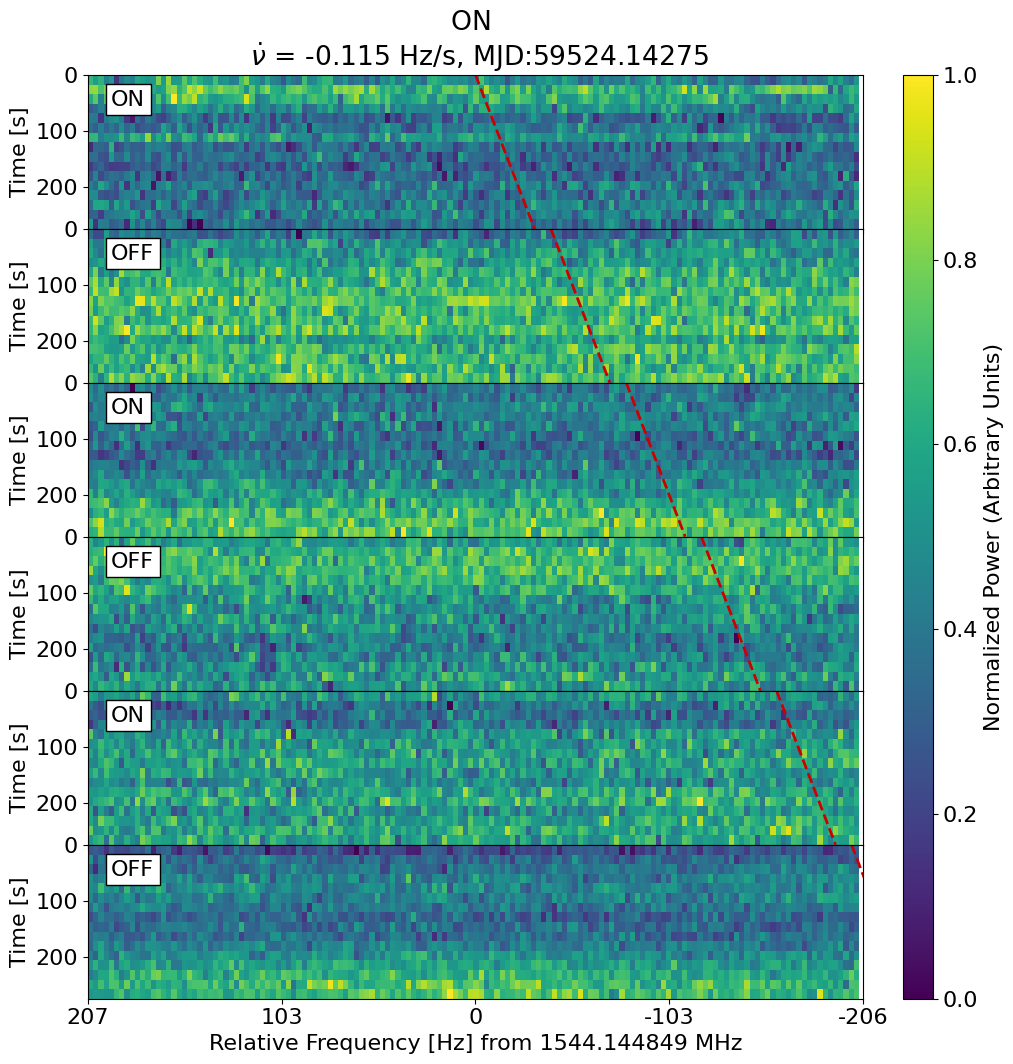 ON
ν̇ = -0.115 Hz/s, MJD:59524.14275
0
ON
100
200
Time [s]
0
OFF
100
200
Time [s]
0
ON
100
200
Time [s]
0
OFF
100
200
Time [s]
0
ON
100
200
Time [s]
0
OFF
100
200
Time [s]
207 103 0 -103 -206
Relative Frequency [Hz] from 1544.144849 MHz
1.0
0.8
0.6
0.4
0.2
0.0
Normalized Power (Arbitrary Units)